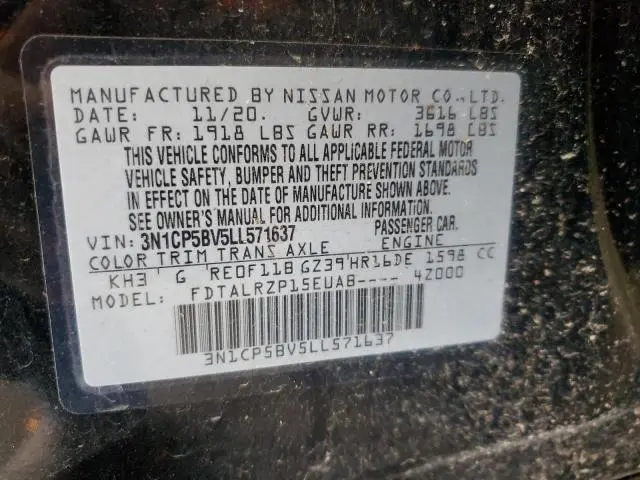 MANUFACTURED BY NISSAN MOTOR CO., LTD.
DATE: 11/20. GVWR: 3616 LBS
GAWR FR: 1918 LBS GAWR RR: 1698 LBS
THIS VEHICLE CONFORMS TO ALL APPLICABLE FEDERAL MOTOR
VEHICLE SAFETY, BUMPER AND THEFT PREVENTION STANDARDS
IN EFFECT ON THE DATE OF MANUFACTURE SHOWN ABOVE.
SEE OWNER'S MANUAL FOR ADDITIONAL INFORMATION.
VIN: 3N1CP5BV5LL571637 PASSENGER CAR.
COLOR TRIM TRANS AXLE ENGINE
KH3 G RE0F11B GZ39 HR16DE 1598 CC
MODEL: FDTALRZP15EUAB---- 4Z000
3N1CP5BV5LL571637